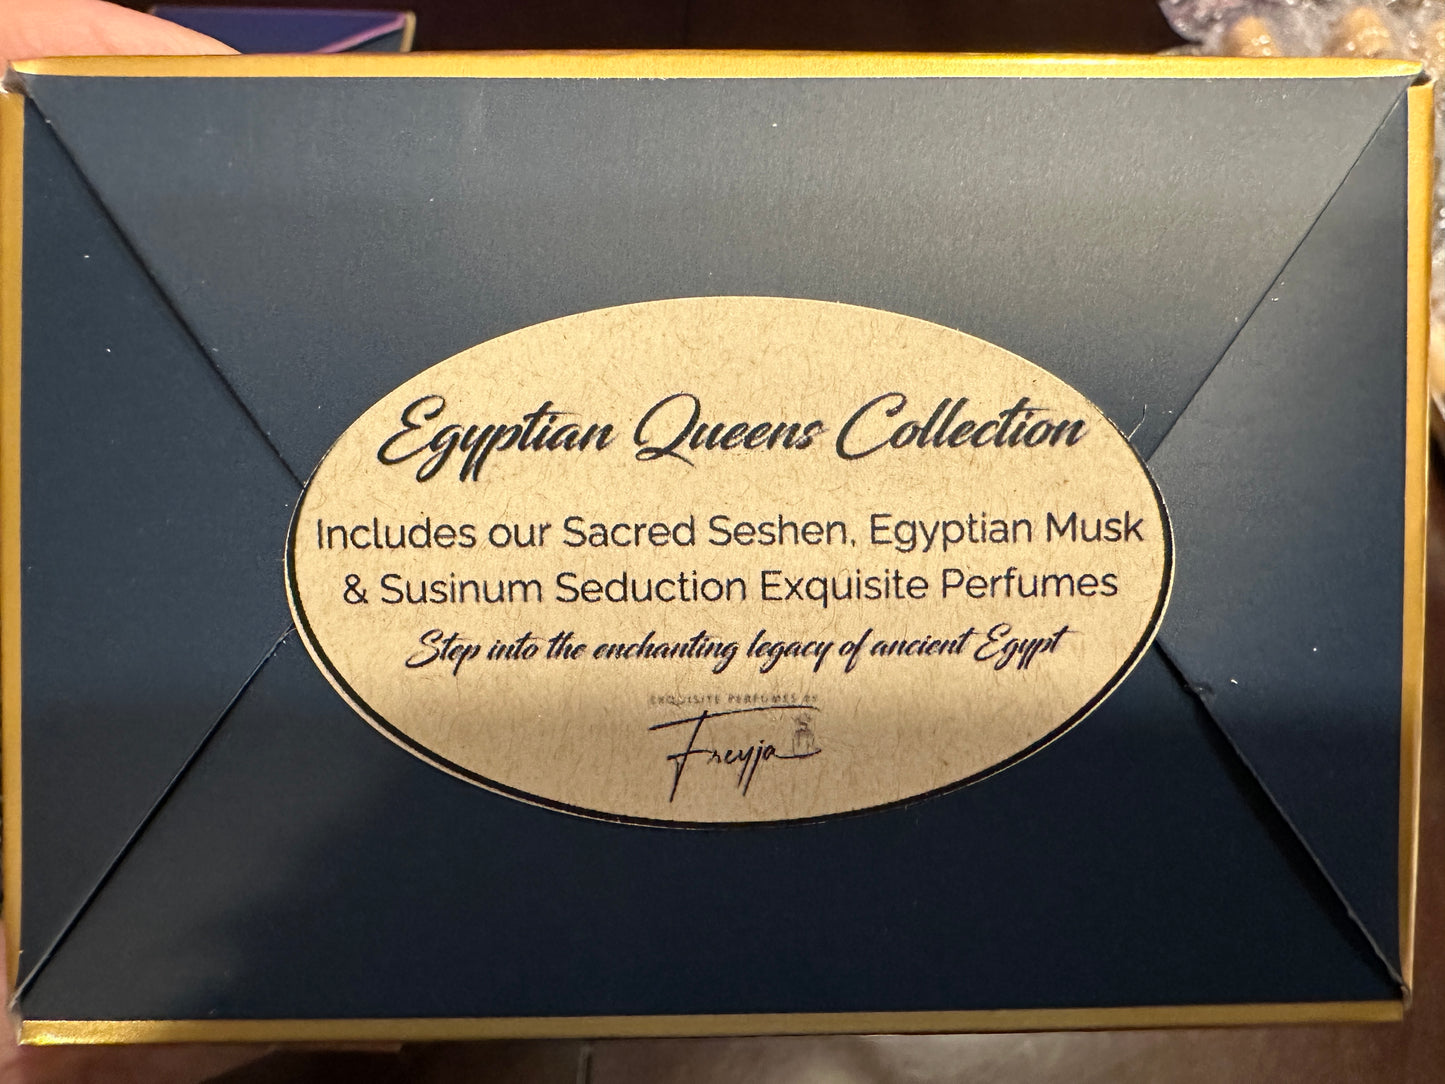 Egyptian Queens Collection
Includes our Sacred Seshen, Egyptian Musk
& Susinum Seduction Exquisite Perfumes
Step into the enchanting legacy of ancient Egypt
EXQUISITE PERFUMES BY
Freyja